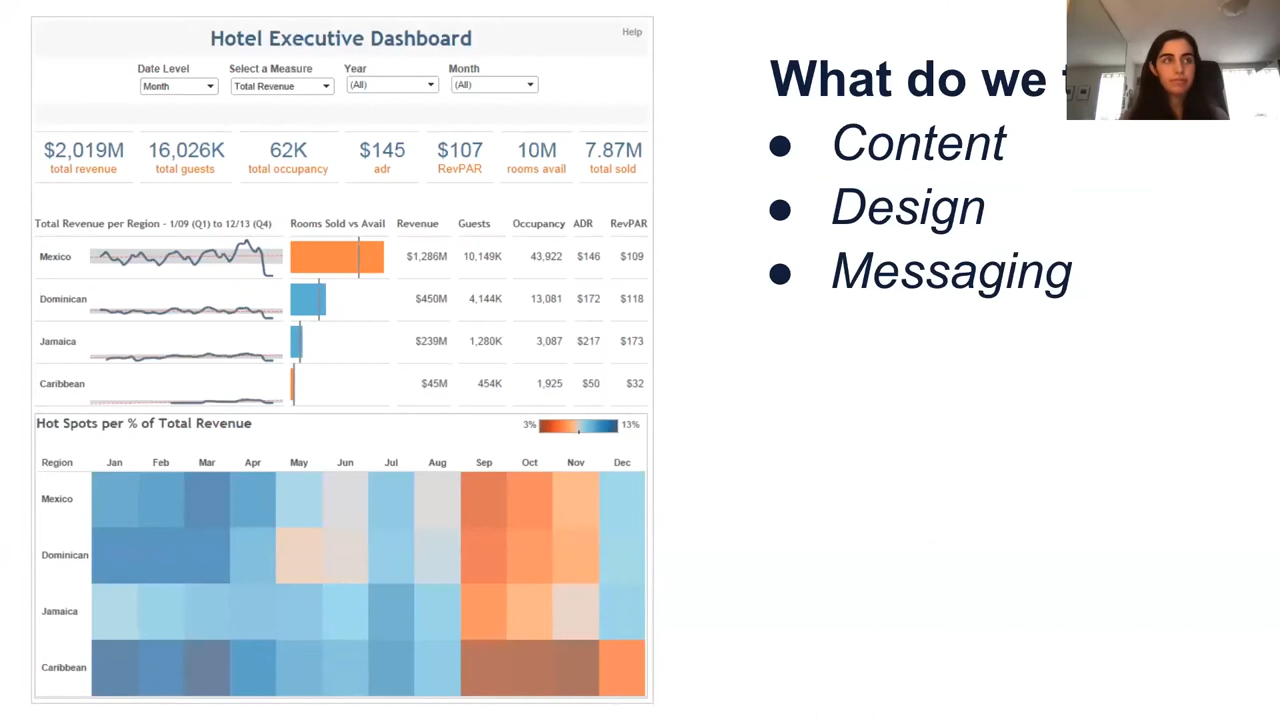 Hotel Executive Dashboard
Help
Date Level
Select a Measure
Year
Month
Month
Total Revenue
(All)
(All)
$2,019M
16,026K
62K
$145
$107
10M
7.87M
total revenue
total guests
total occupancy
adr
RevPAR
rooms avail
total sold
Total Revenue per Region - 1/09 (Q1) to 12/13 (Q4)
Rooms Sold vs Avail
Revenue
Guests
Occupancy
ADR
RevPAR
Mexico
$1,286M
10,149K
43,922
$146
$109
Dominican
$450M
4,144K
13,081
$172
$118
Jamaica
$239M
1,280K
3,087
$217
$173
Caribbean
$45M
454K
1,925
$50
$32
Hot Spots per % of Total Revenue
3%
13%
Region
Jan
Feb
Mar
Apr
May
Jun
Jul
Aug
Sep
Oct
Nov
Dec
Mexico
Dominican
Jamaica
Caribbean
What do we
● Content
● Design
● Messaging